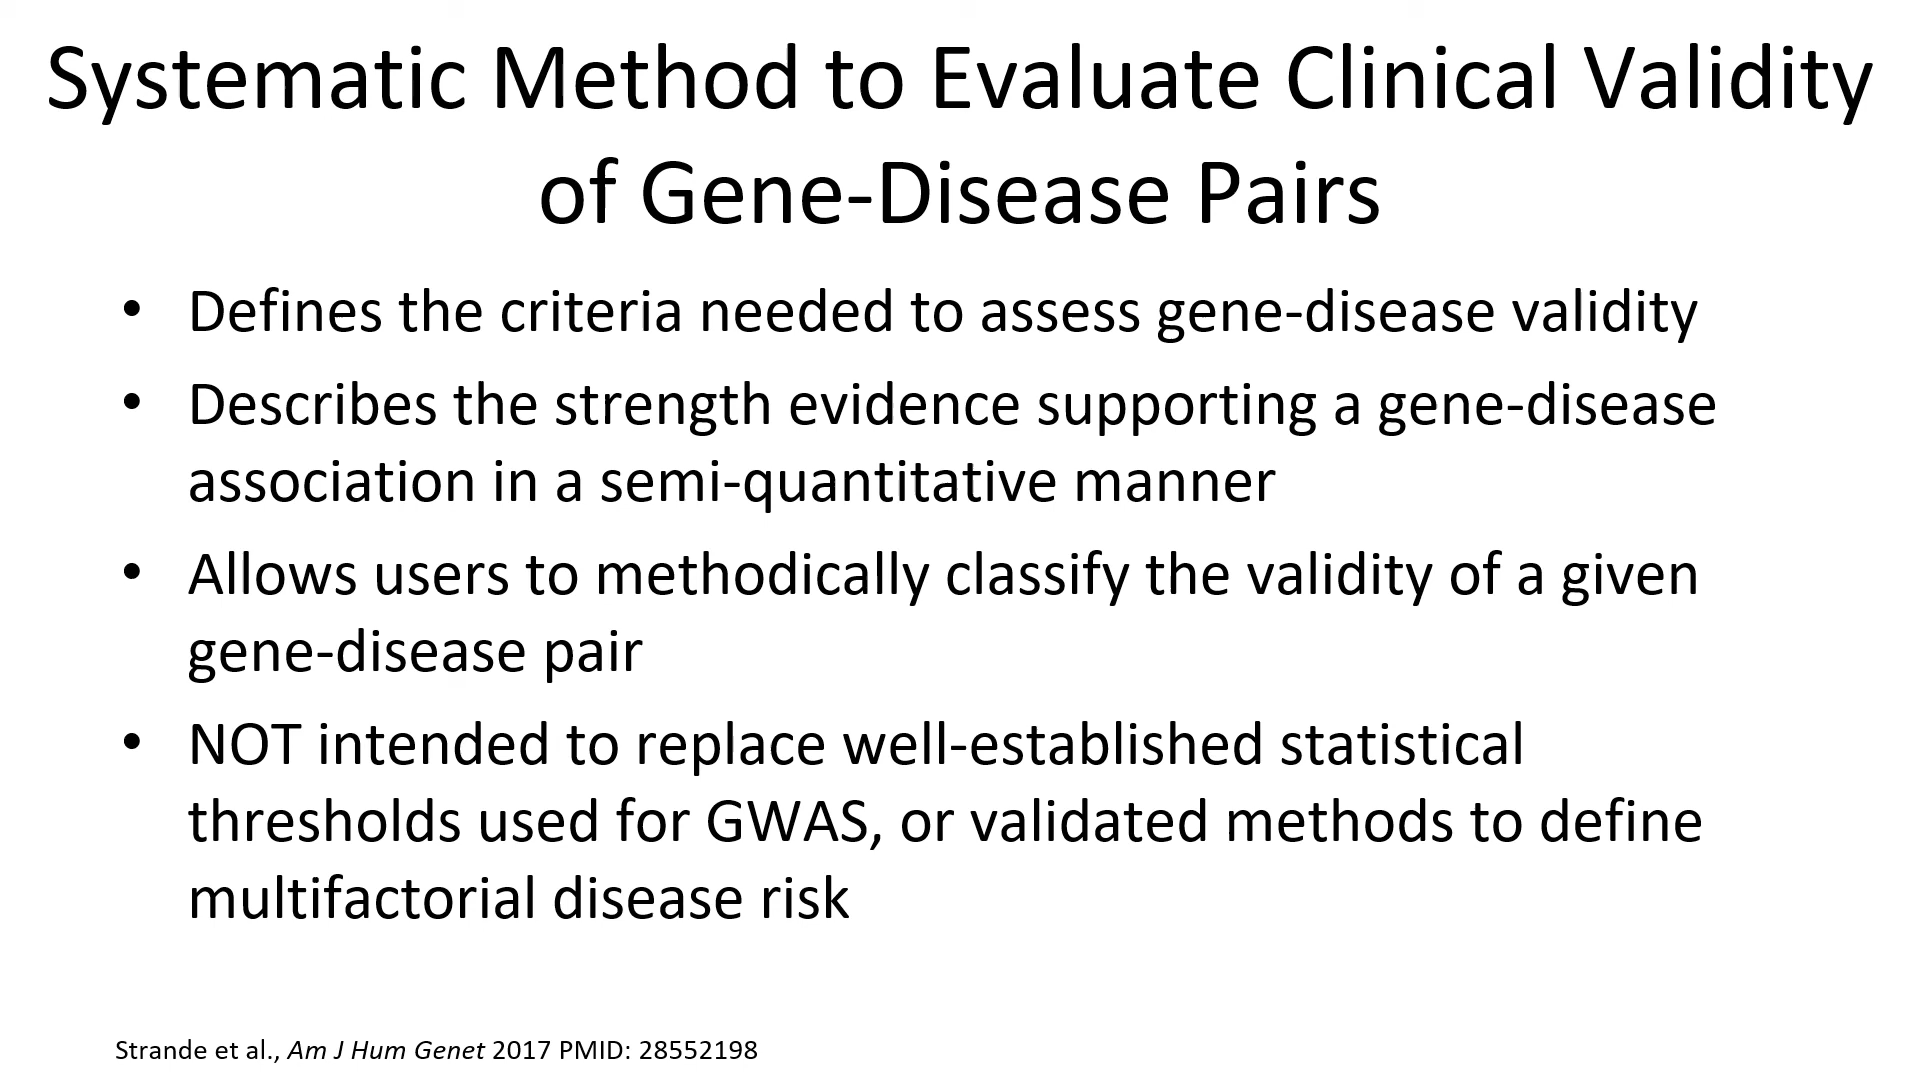 Systematic Method to Evaluate Clinical Validity
of Gene-Disease Pairs
• Defines the criteria needed to assess gene-disease validity
• Describes the strength evidence supporting a gene-disease
association in a semi-quantitative manner
• Allows users to methodically classify the validity of a given
gene-disease pair
• NOT intended to replace well-established statistical
thresholds used for GWAS, or validated methods to define
multifactorial disease risk
Strande et al., Am J Hum Genet 2017 PMID: 28552198